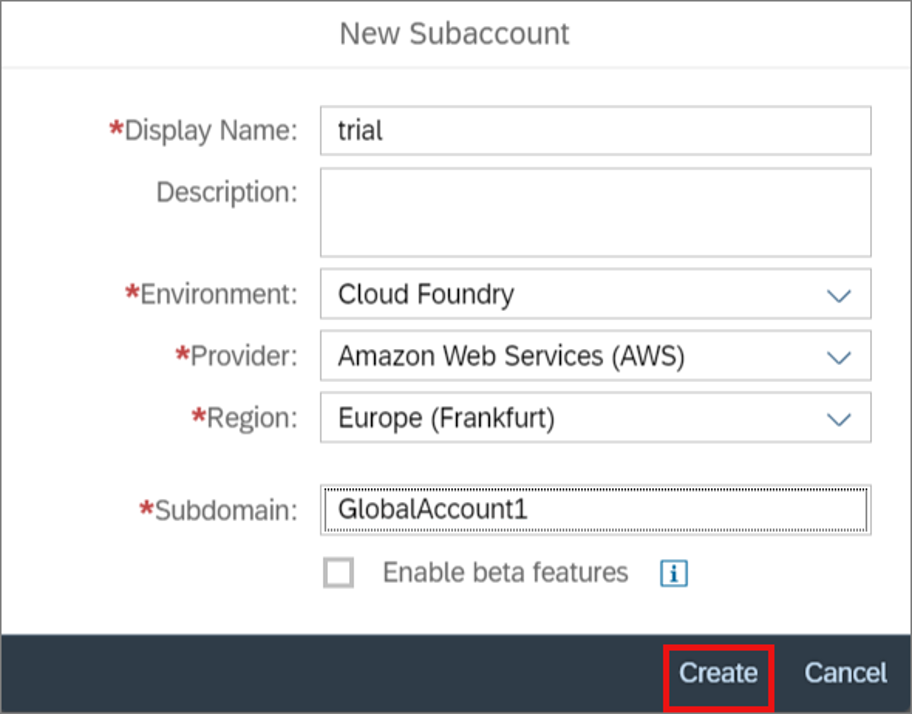 New Subaccount
*Display Name: trial
Description:
*Environment: Cloud Foundry
*Provider: Amazon Web Services (AWS)
*Region: Europe (Frankfurt)
*Subdomain: GlobalAccount1
Enable beta features i
Create Cancel